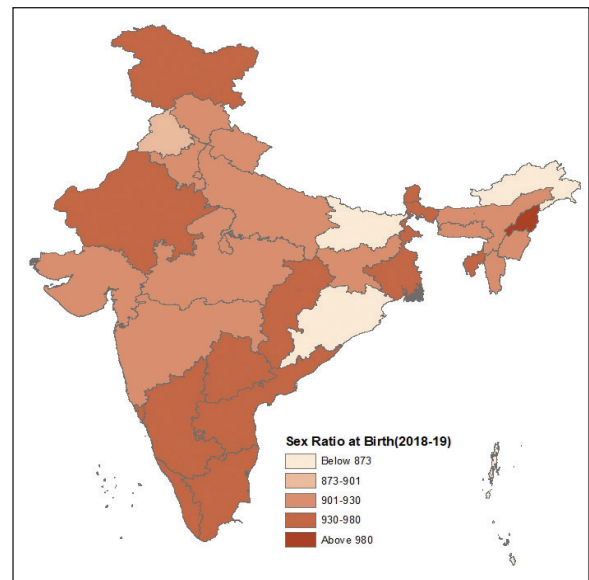 Sex Ratio at Birth(2018-19)
Below 873
873-901
901-930
930-980
Above 980